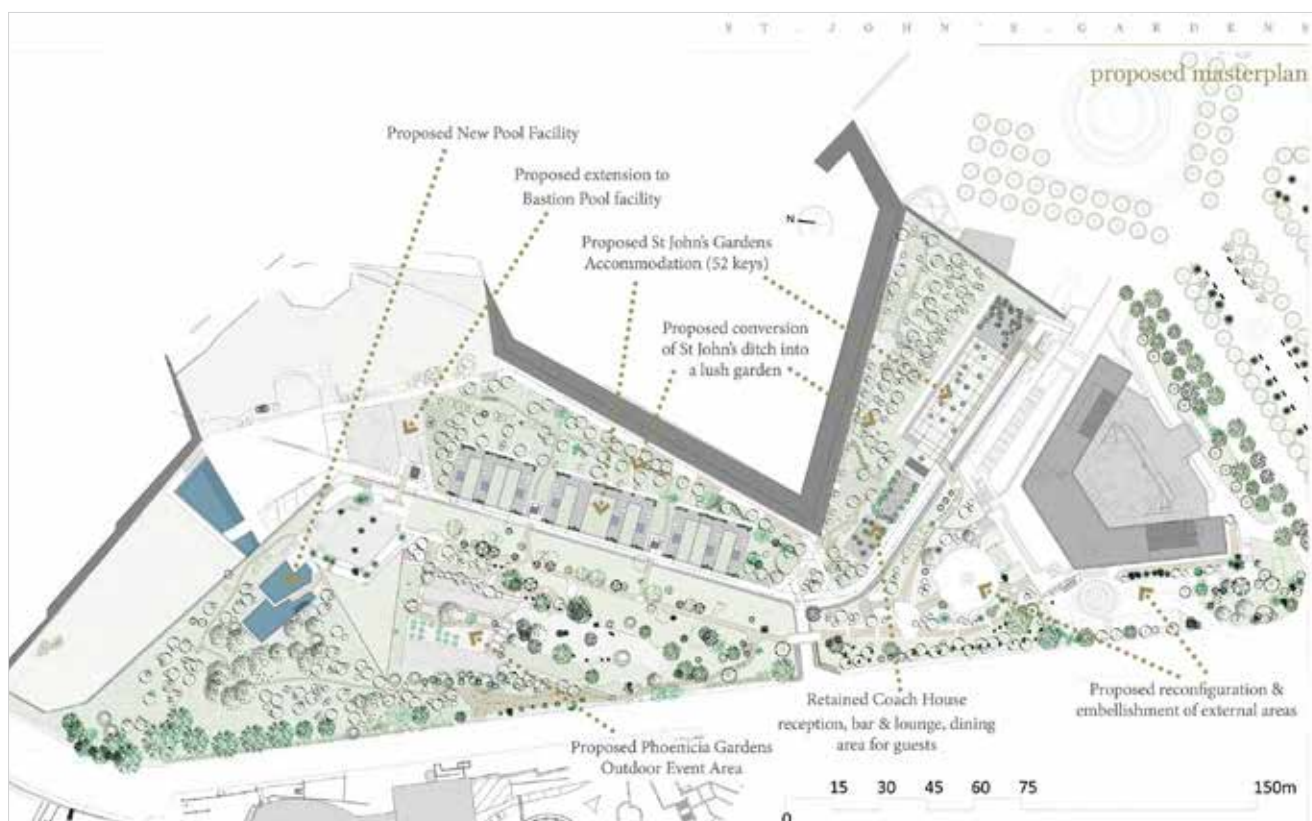 ST. JOHN'S GARDENS
proposed masterplan
Proposed New Pool Facility
Proposed extension to
Bastion Pool facility
N
Proposed St John's Gardens
Accommodation (52 keys)
Proposed conversion
of St John's ditch into
a lush garden
Retained Coach House
reception, bar & lounge, dining
area for guests
Proposed reconfiguration &
embellishment of external areas
Proposed Phoenicia Gardens
Outdoor Event Area
0 15 30 45 60 75 150m